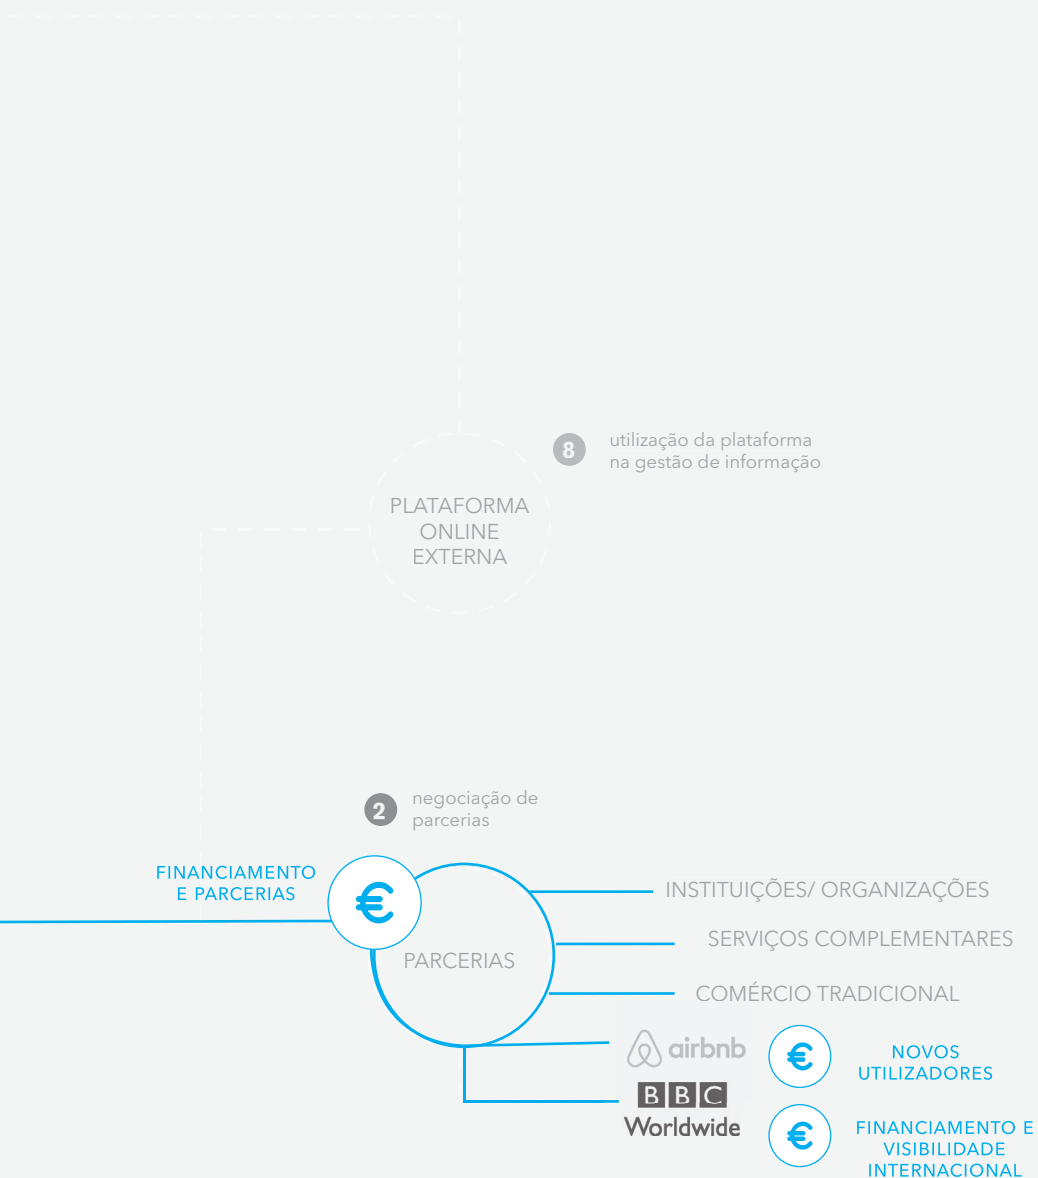 8
utilização da plataforma
na gestão de informação
PLATAFORMA
ONLINE
EXTERNA
2
negociação de
parcerias
FINANCIAMENTO
E PARCERIAS
€
PARCERIAS
INSTITUIÇÕES/ ORGANIZAÇÕES
SERVIÇOS COMPLEMENTARES
COMÉRCIO TRADICIONAL
airbnb
€
NOVOS
UTILIZADORES
BBC
Worldwide
€
FINANCIAMENTO E
VISIBILIDADE
INTERNACIONAL